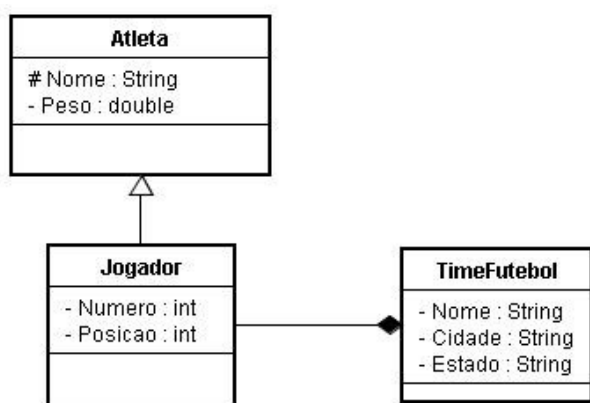 Atleta
# Nome : String
- Peso : double
Jogador
- Numero : int
- Posicao : int
TimeFutebol
- Nome : String
- Cidade : String
- Estado : String